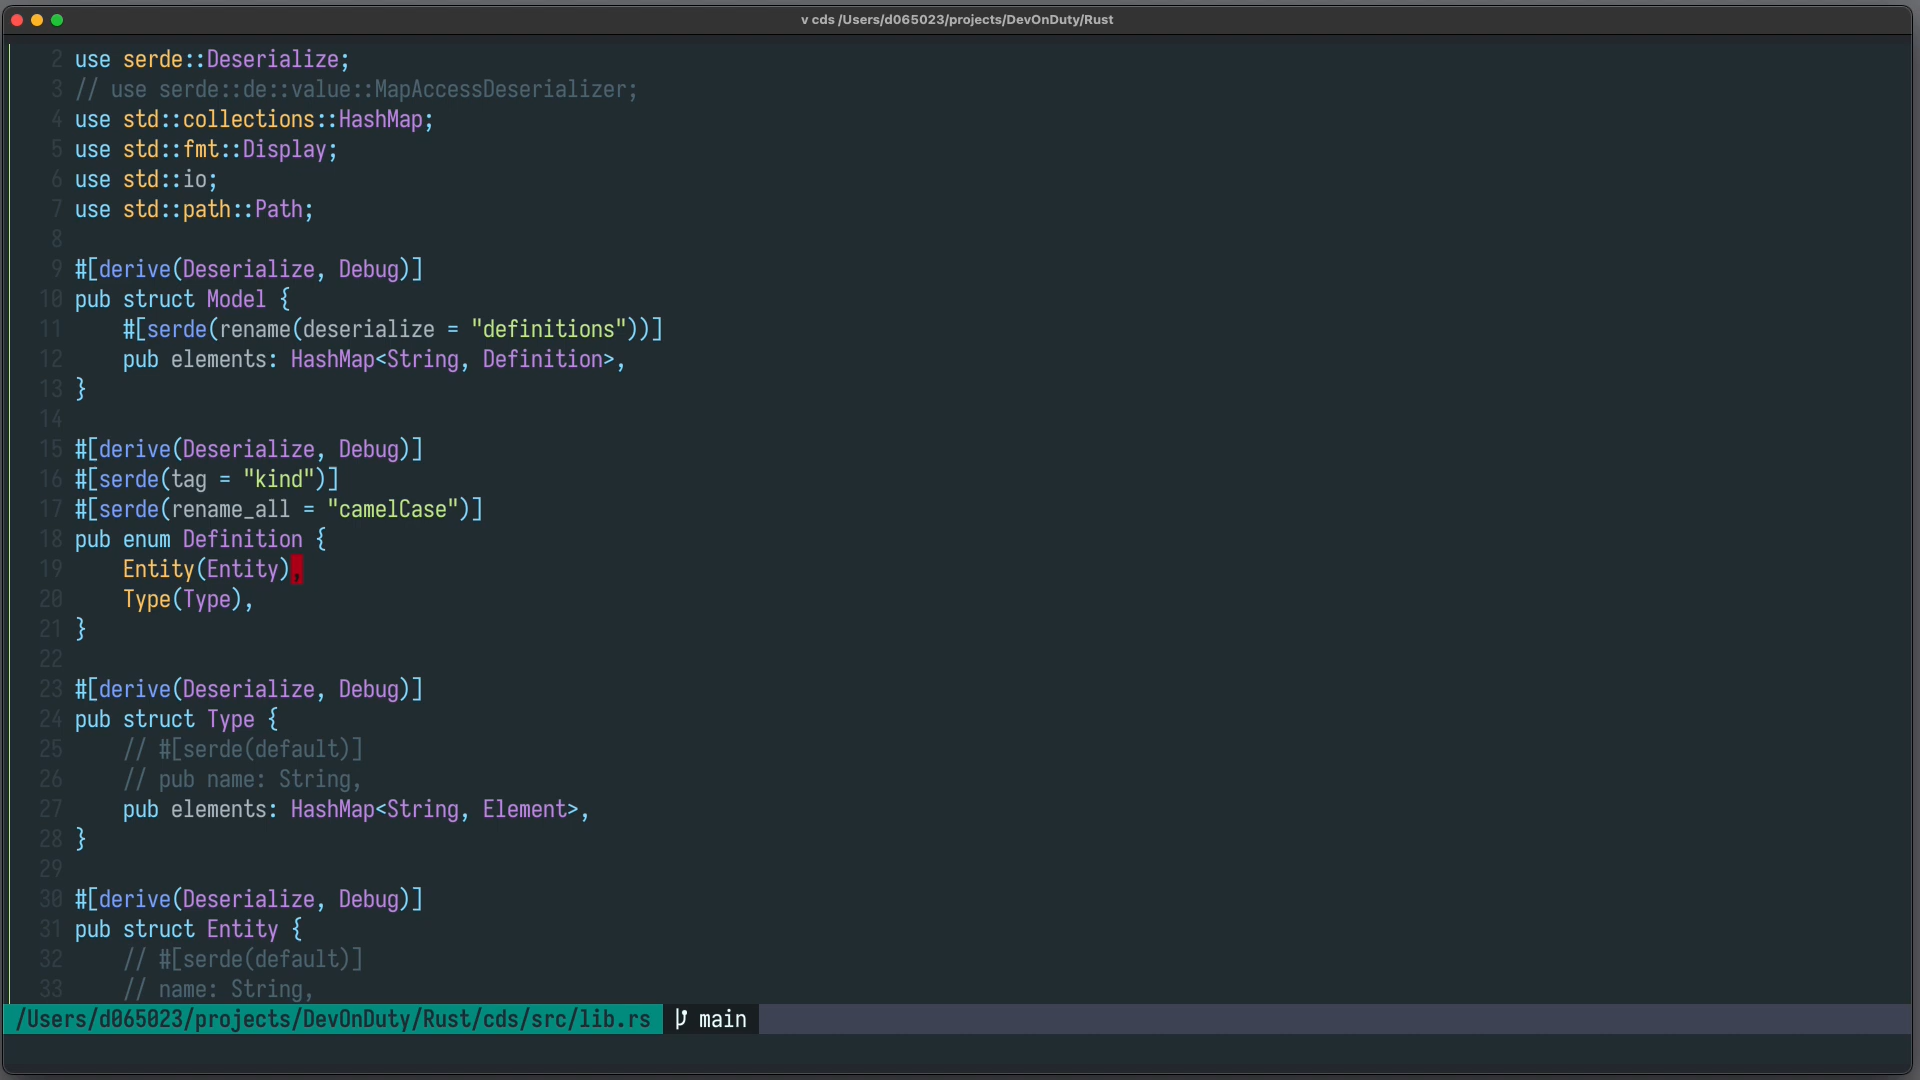 v cds /Users/d065023/projects/DevOnDuty/Rust
2 use serde::Deserialize;
3 // use serde::de::value::MapAccessDeserializer;
4 use std::collections::HashMap;
5 use std::fmt::Display;
6 use std::io;
7 use std::path::Path;
8
9 #[derive(Deserialize, Debug)]
10 pub struct Model {
11     #[serde(rename(deserialize = "definitions"))]
12     pub elements: HashMap<String, Definition>,
13 }
14
15 #[derive(Deserialize, Debug)]
16 #[serde(tag = "kind")]
17 #[serde(rename_all = "camelCase")]
18 pub enum Definition {
19     Entity(Entity),
20     Type(Type),
21 }
22
23 #[derive(Deserialize, Debug)]
24 pub struct Type {
25     // #[serde(default)]
26     // pub name: String,
27     pub elements: HashMap<String, Element>,
28 }
29
30 #[derive(Deserialize, Debug)]
31 pub struct Entity {
32     // #[serde(default)]
33     // name: String,
/Users/d065023/projects/DevOnDuty/Rust/cds/src/lib.rs main